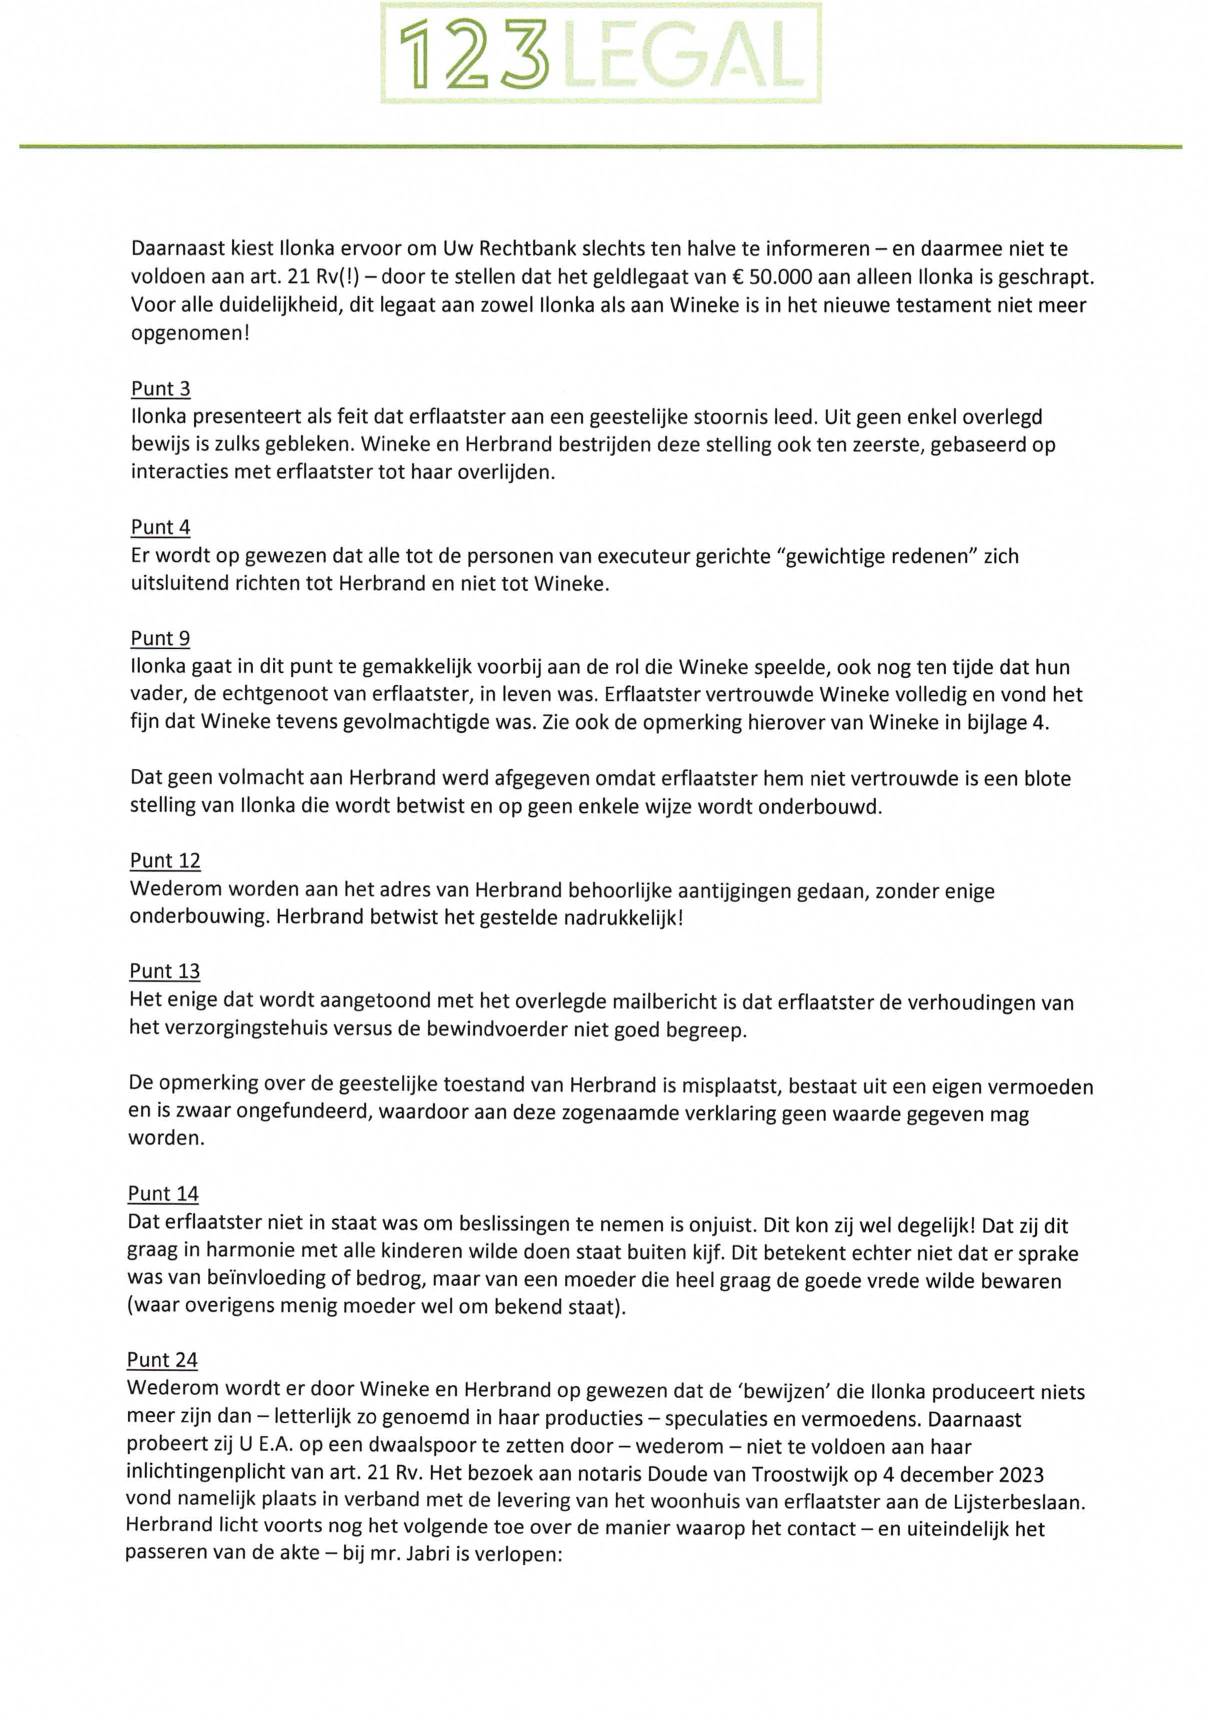 123LEGAL
Daarnaast kiest Ilonka ervoor om Uw Rechtbank slechts ten halve te informeren – en daarmee niet te
voldoen aan art. 21 Rv(!) – door te stellen dat het geldlegaat van € 50.000 aan alleen Ilonka is geschrapt.
Voor alle duidelijkheid, dit legaat aan zowel Ilonka als aan Wineke is in het nieuwe testament niet meer
opgenomen!
Punt 3
Ilonka presenteert als feit dat erflaatster aan een geestelijke stoornis leed. Uit geen enkel overlegd
bewijs is zulks gebleken. Wineke en Herbrand bestrijden deze stelling ook ten zeerste, gebaseerd op
interacties met erflaatster tot haar overlijden.
Punt 4
Er wordt op gewezen dat alle tot de personen van executeur gerichte “gewichtige redenen” zich
uitsluitend richten tot Herbrand en niet tot Wineke.
Punt 9
Ilonka gaat in dit punt te gemakkelijk voorbij aan de rol die Wineke speelde, ook nog ten tijde dat hun
vader, de echtgenoot van erflaatster, in leven was. Erflaatster vertrouwde Wineke volledig en vond het
fijn dat Wineke tevens gevolmachtigde was. Zie ook de opmerking hierover van Wineke in bijlage 4.
Dat geen volmacht aan Herbrand werd afgegeven omdat erflaatster hem niet vertrouwde is een blote
stelling van Ilonka die wordt betwist en op geen enkele wijze wordt onderbouwd.
Punt 12
Wederom worden aan het adres van Herbrand behoorlijke aantijgingen gedaan, zonder enige
onderbouwing. Herbrand betwist het gestelde nadrukkelijk!
Punt 13
Het enige dat wordt aangetoond met het overlegde mailbericht is dat erflaatster de verhoudingen van
het verzorgingstehuis versus de bewindvoerder niet goed begreep.
De opmerking over de geestelijke toestand van Herbrand is misplaatst, bestaat uit een eigen vermoeden
en is zwaar ongefundeerd, waardoor aan deze zogenaamde verklaring geen waarde gegeven mag
worden.
Punt 14
Dat erflaatster niet in staat was om beslissingen te nemen is onjuist. Dit kon zij wel degelijk! Dat zij dit
graag in harmonie met alle kinderen wilde doen staat buiten kijf. Dit betekent echter niet dat er sprake
was van beïnvloeding of bedrog, maar van een moeder die heel graag de goede vrede wilde bewaren
(waar overigens menig moeder wel om bekend staat).
Punt 24
Wederom wordt er door Wineke en Herbrand op gewezen dat de ‘bewijzen’ die Ilonka produceert niets
meer zijn dan – letterlijk zo genoemd in haar producties – speculaties en vermoedens. Daarnaast
probeert zij U E.A. op een dwaalspoor te zetten door – wederom – niet te voldoen aan haar
inlichtingenplicht van art. 21 Rv. Het bezoek aan notaris Doude van Troostwijk op 4 december 2023
vond namelijk plaats in verband met de levering van het woonhuis van erflaatster aan de Lijsterbeslaan.
Herbrand licht voorts nog het volgende toe over de manier waarop het contact – en uiteindelijk het
passeren van de akte – bij mr. Jabri is verlopen: